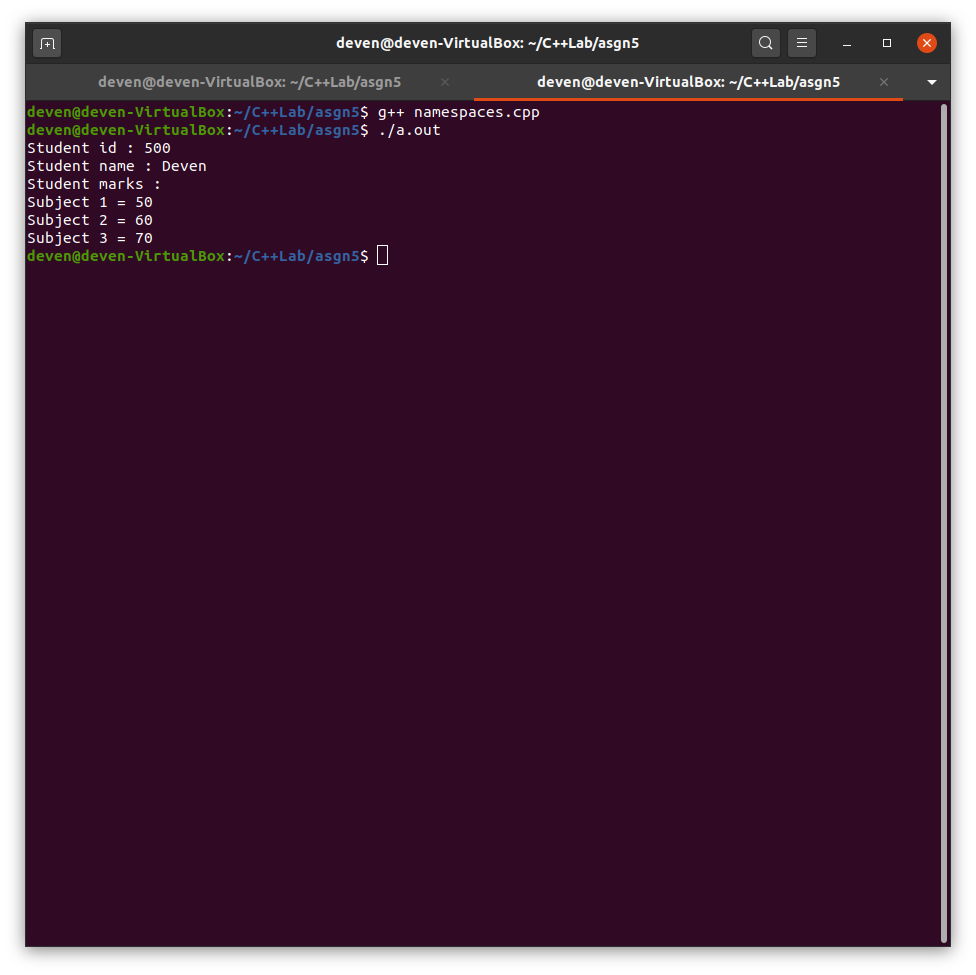 deven@deven-VirtualBox: ~/C++Lab/asgn5
deven@deven-VirtualBox: ~/C++Lab/asgn5
deven@deven-VirtualBox: ~/C++Lab/asgn5
deven@deven-VirtualBox:~/C++Lab/asgn5$ g++ namespaces.cpp
deven@deven-VirtualBox:~/C++Lab/asgn5$ ./a.out
Student id : 500
Student name : Deven
Student marks :
Subject 1 = 50
Subject 2 = 60
Subject 3 = 70
deven@deven-VirtualBox:~/C++Lab/asgn5$